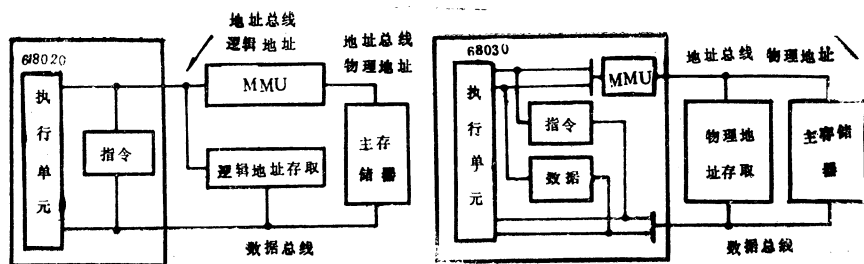 地址总线
逻辑地址
地址总线
物理地址
68020
执行单元
MMU
指令
逻辑地址存取
主存
储器
数据总线
68030
执行单元
MMU
指令
数据
地址总线 物理地址
物理地
址存取
主存储
器
数据总线